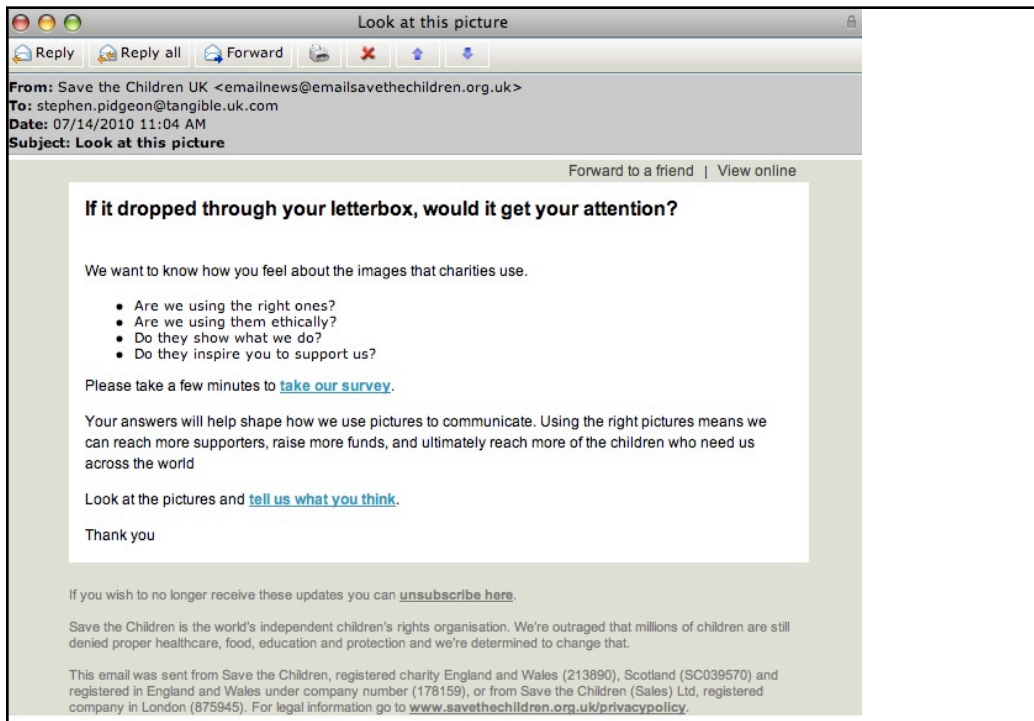 Look at this picture
Reply Reply all Forward
From: Save the Children UK <emailnews@emailsavethechildren.org.uk>
To: stephen.pidgeon@tangible.uk.com
Date: 07/14/2010 11:04 AM
Subject: Look at this picture
Forward to a friend | View online
If it dropped through your letterbox, would it get your attention?
We want to know how you feel about the images that charities use.
• Are we using the right ones?
• Are we using them ethically?
• Do they show what we do?
• Do they inspire you to support us?
Please take a few minutes to take our survey.
Your answers will help shape how we use pictures to communicate. Using the right pictures means we
can reach more supporters, raise more funds, and ultimately reach more of the children who need us
across the world
Look at the pictures and tell us what you think.
Thank you
If you wish to no longer receive these updates you can unsubscribe here.
Save the Children is the world's independent children's rights organisation. We're outraged that millions of children are still
denied proper healthcare, food, education and protection and we're determined to change that.
This email was sent from Save the Children, registered charity England and Wales (213890), Scotland (SC039570) and
registered in England and Wales under company number (178159), or from Save the Children (Sales) Ltd, registered
company in London (875945). For legal information go to www.savethechildren.org.uk/privacypolicy.